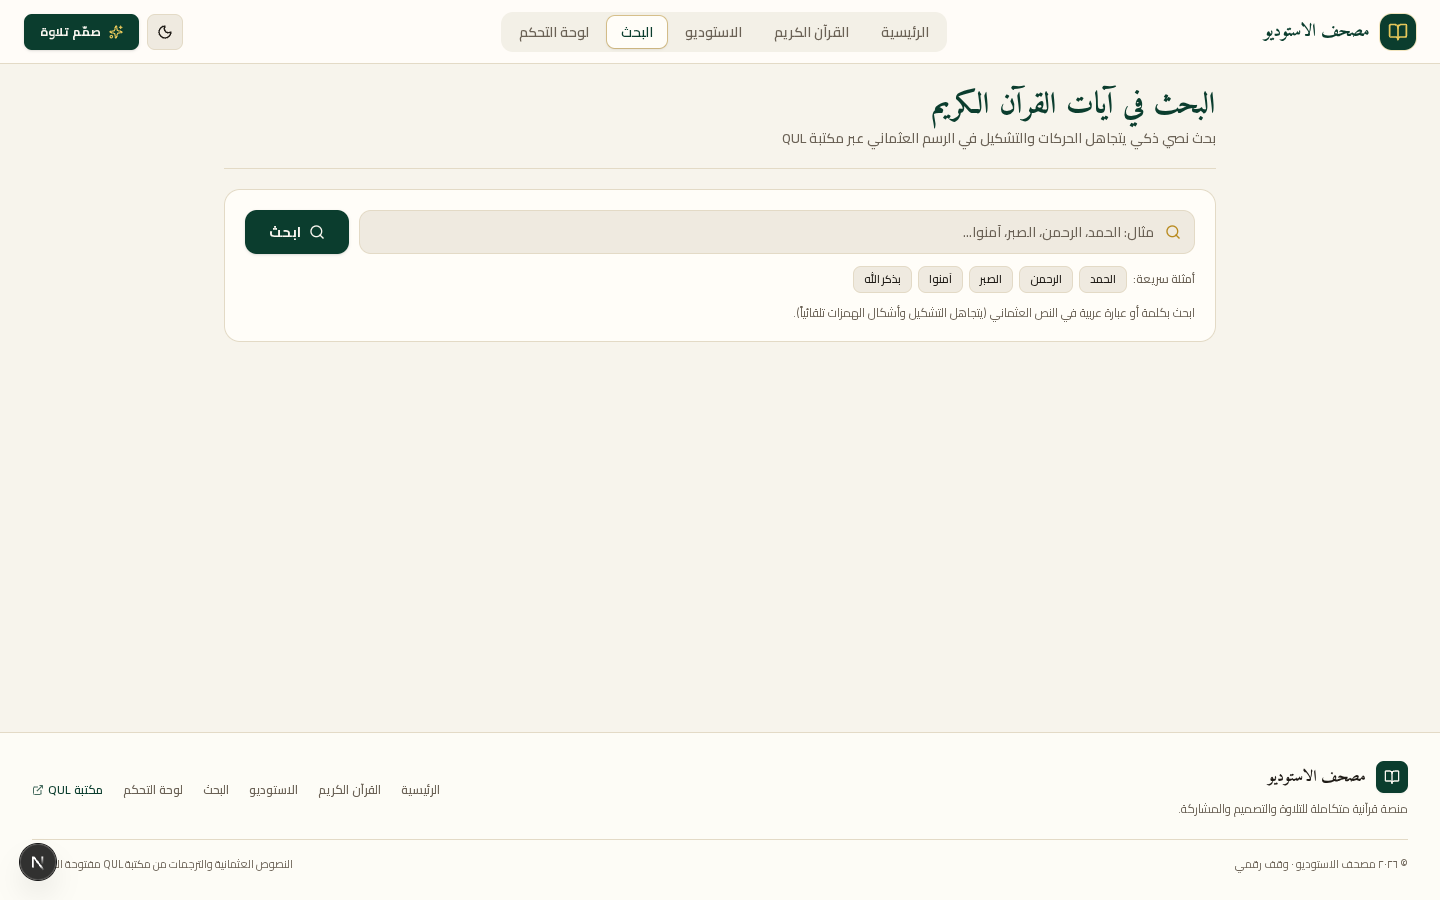 مصحف الاستوديو
الرئيسية
القرآن الكريم
الاستوديو
البحث
لوحة التحكم
صمّم تلاوة
البحث في آيات القرآن الكريم
بحث نصي ذكي يتجاهل الحركات والتشكيل في الرسم العثماني عبر مكتبة QUL
مثال: الحمد، الرحمن، الصبر، آمنوا...
ابحث
أمثلة سريعة:
الحمد
الرحمن
الصبر
آمنوا
بذكر الله
ابحث بكلمة أو عبارة عربية في النص العثماني (يتجاهل التشكيل وأشكال الهمزات تلقائياً).
مصحف الاستوديو
منصة قرآنية متكاملة للتلاوة والتصميم والمشاركة.
الرئيسية
القرآن الكريم
الاستوديو
البحث
لوحة التحكم
مكتبة QUL
© ٢٠٢٦ مصحف الاستوديو · وقف رقمي
النصوص العثمانية والترجمات من مكتبة QUL مفتوحة
N